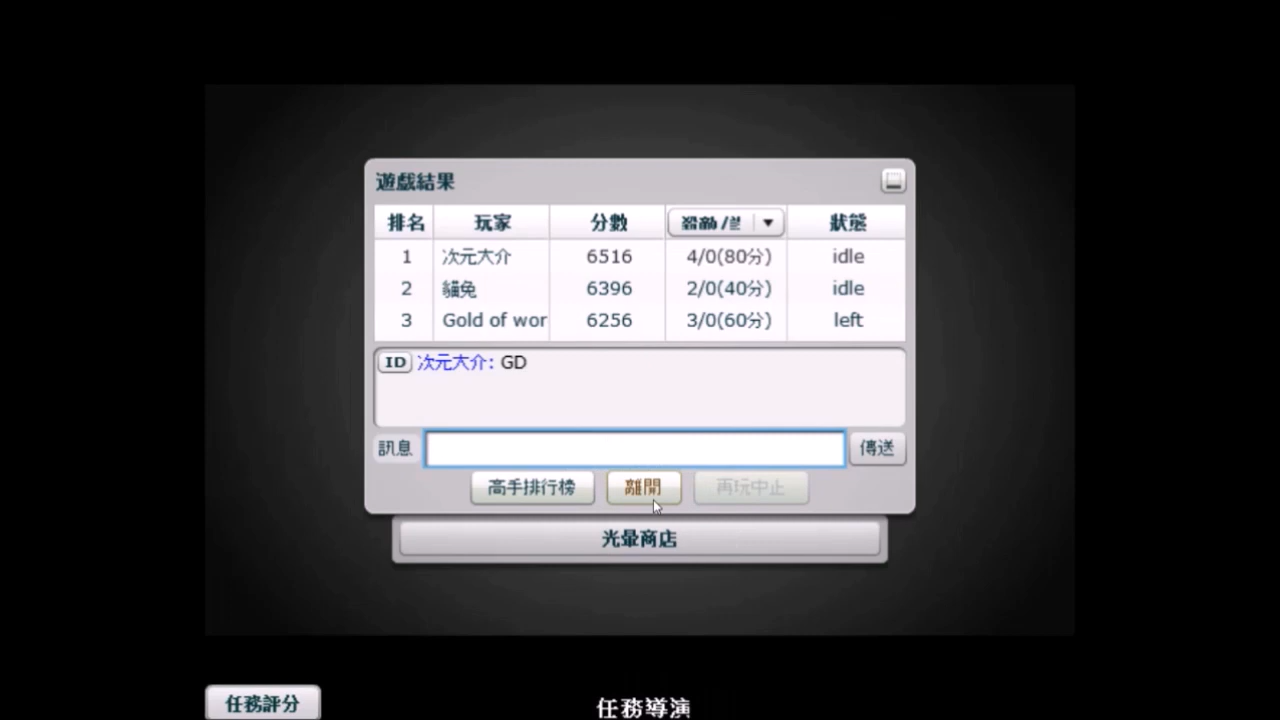 遊戲結果
排名 玩家 分數 殺敵 / ▼ 狀態
1 次元大介 6516 4/0(80分) idle
2 貓兔 6396 2/0(40分) idle
3 Gold of wor 6256 3/0(60分) left
ID 次元大介: GD
訊息 傳送
高手排行榜 離開 再玩中止
光暈商店
任務評分 任務導演